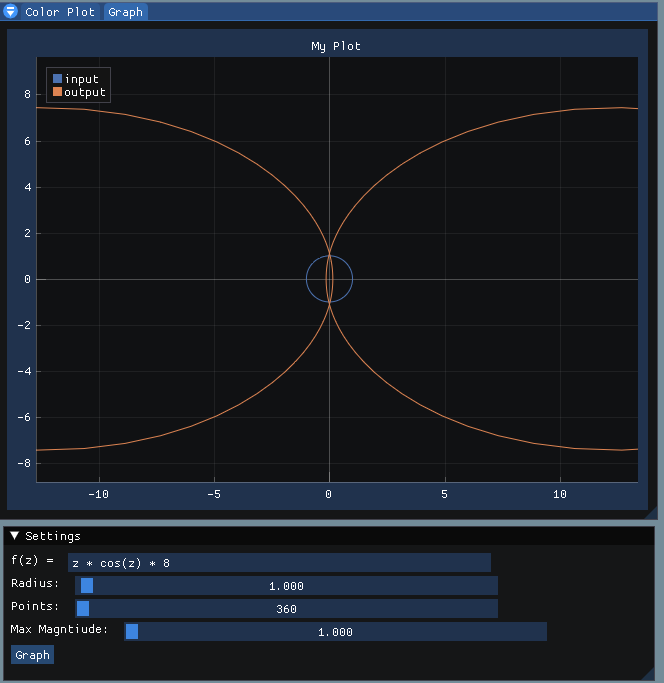 Color Plot Graph
My Plot
input
output
8
6
4
2
0
-2
-4
-6
-8
-10 -5 0 5 10
Settings
f(z) = z * cos(z) * 8
Radius: 1.000
Points: 360
Max Magntiude: 1.000
Graph